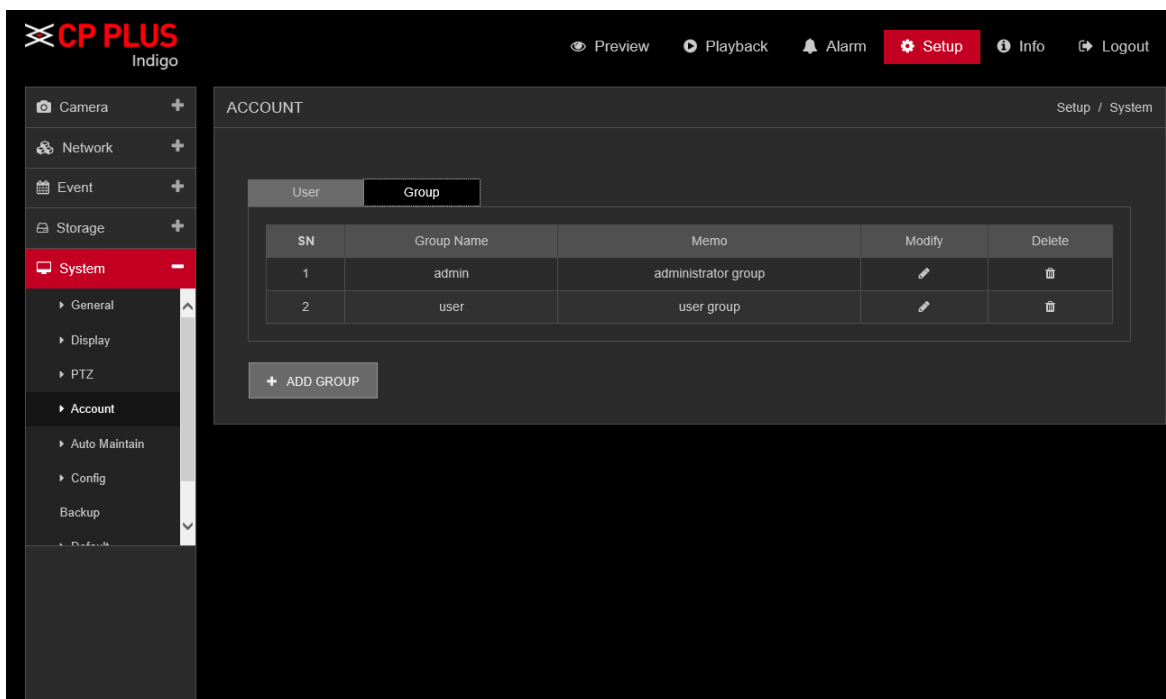 CP PLUS
Indigo
Preview Playback Alarm Setup Info Logout
Camera
Network
Event
Storage
System
General
Display
PTZ
Account
Auto Maintain
Config
Backup
Default
ACCOUNT Setup / System
User Group
SN Group Name Memo Modify Delete
1 admin administrator group
2 user user group
ADD GROUP